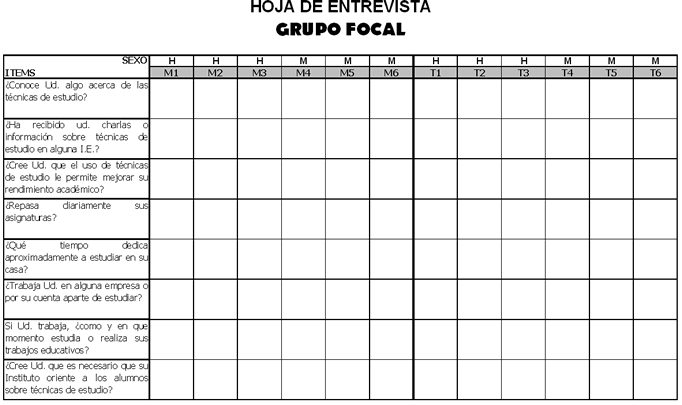 HOJA DE ENTREVISTA
GRUPO FOCAL
SEXO H H H M M M H H H M M M
ITEMS M1 M2 M3 M4 M5 M6 T1 T2 T3 T4 T5 T6
¿Conoce Ud. algo acerca de las
técnicas de estudio?
¿Ha recibido ud. charlas o
información sobre técnicas de
estudio en alguna I.E.?
¿Cree Ud. que el uso de técnicas
de estudio le permite mejorar su
rendimiento académico?
¿Repasa diariamente sus
asignaturas?
¿Qué tiempo dedica
aproximadamente a estudiar en su
casa?
¿Trabaja Ud. en alguna empresa o
por su cuenta aparte de estudiar?
Si Ud. trabaja, ¿como y en que
momento estudia o realiza sus
trabajos educativos?
¿Cree Ud. que es necesario que su
Instituto oriente a los alumnos
sobre técnicas de estudio?